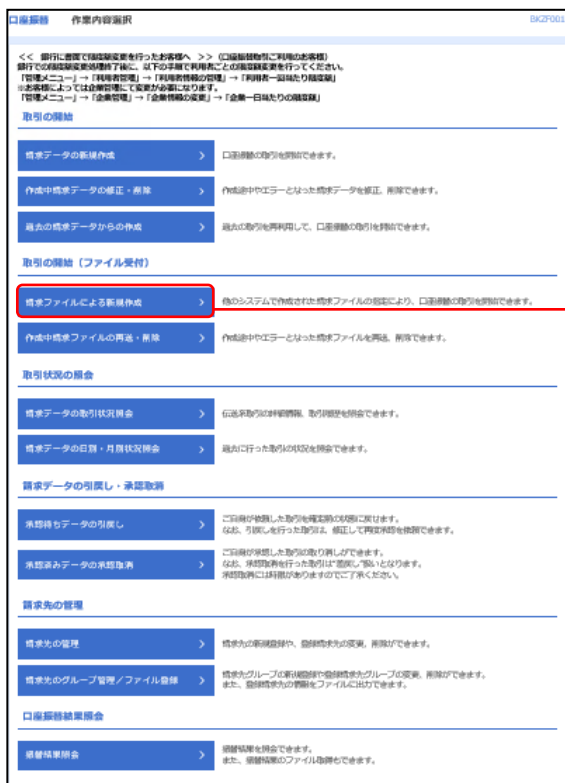 口座振替　作業内容選択　BKZF001
<< 銀行に書面で限度額変更を行ったお客様へ >> (口座振替取引ご利用のお客様)
銀行での限度額変更処理終了後に、以下の手順で利用者ごとの限度額変更を行ってください。
「管理メニュー」→「利用者管理」→「利用者情報の管理」→「利用者一回当たり限度額」
※お客様によっては企業管理にて変更が必要になります。
「管理メニュー」→「企業管理」→「企業情報の変更」→「企業一日当たりの限度額」
取引の開始
請求データの新規作成　口座振替の取引を開始できます。
作成中請求データの修正・削除　作成途中やエラーとなった請求データを修正、削除できます。
過去の請求データからの作成　過去の取引を再利用して、口座振替の取引を開始できます。
取引の開始（ファイル受付）
請求ファイルによる新規作成　他のシステムで作成された請求ファイルの指定により、口座振替の取引を開始できます。
作成中請求ファイルの再送・削除　作成途中やエラーとなった請求ファイルを再送、削除できます。
取引状況の照会
請求データの取引状況照会　伝送系取引の詳細情報、取引履歴を照会できます。
請求データの日別・月別状況照会　過去に行った取引の状況を照会できます。
請求データの引戻し・承認取消
承認待ちデータの引戻し　ご自身が依頼した取引を確定前の状態に戻せます。
なお、引戻しを行った取引は、修正して再度承認を依頼できます。
承認済みデータの承認取消　ご自身が承認した取引の取り消しができます。
なお、承認取消を行った取引は"差戻し"扱いとなります。
承認取消には時限がありますのでご了承ください。
請求先の管理
請求先の管理　請求先の新規登録や、登録請求先の変更、削除ができます。
請求先のグループ管理／ファイル登録　請求先グループの新規登録や登録請求先グループの変更、削除ができます。
また、登録請求先の情報をファイルに出力できます。
口座振替結果照会
振替結果照会　振替結果を照会できます。
また、振替結果のファイル取得もできます。